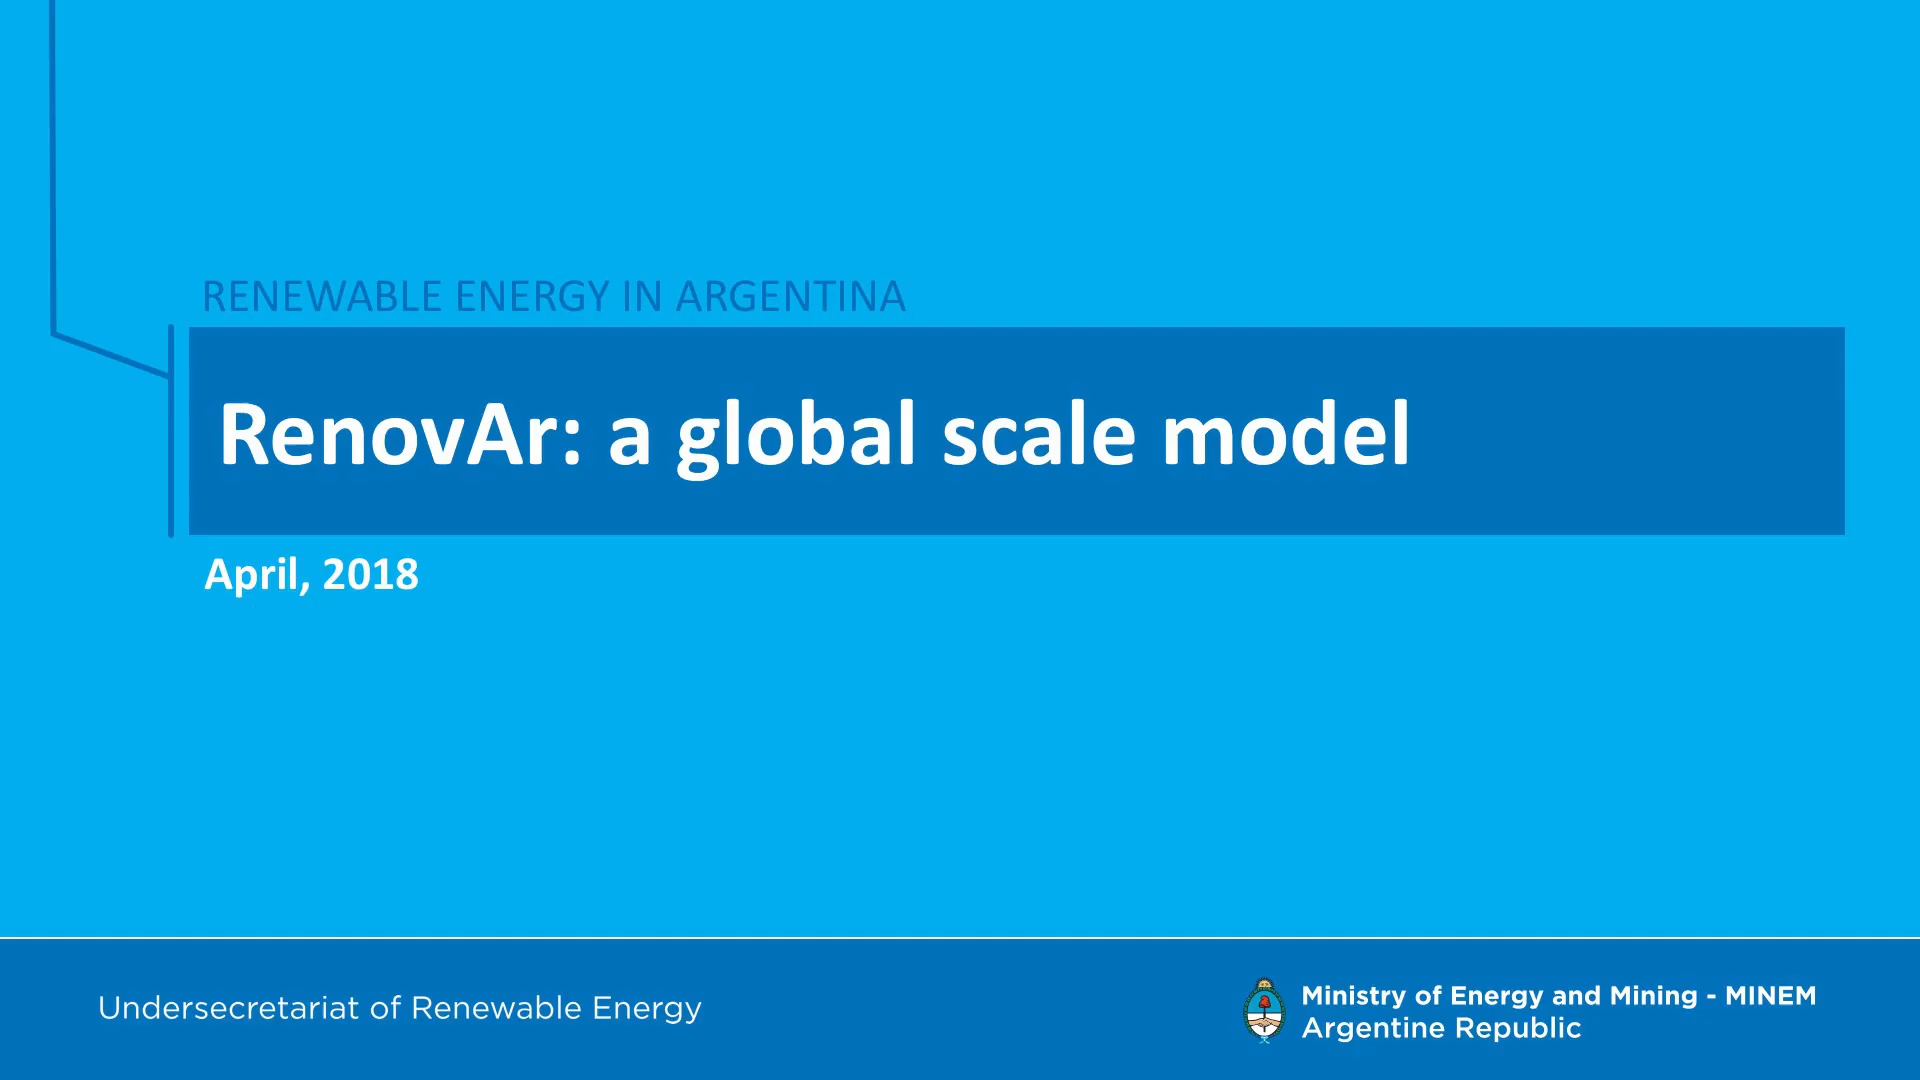 RENEWABLE ENERGY IN ARGENTINA
RenovAr: a global scale model
April, 2018
Undersecretariat of Renewable Energy
Ministry of Energy and Mining - MINEM
Argentine Republic